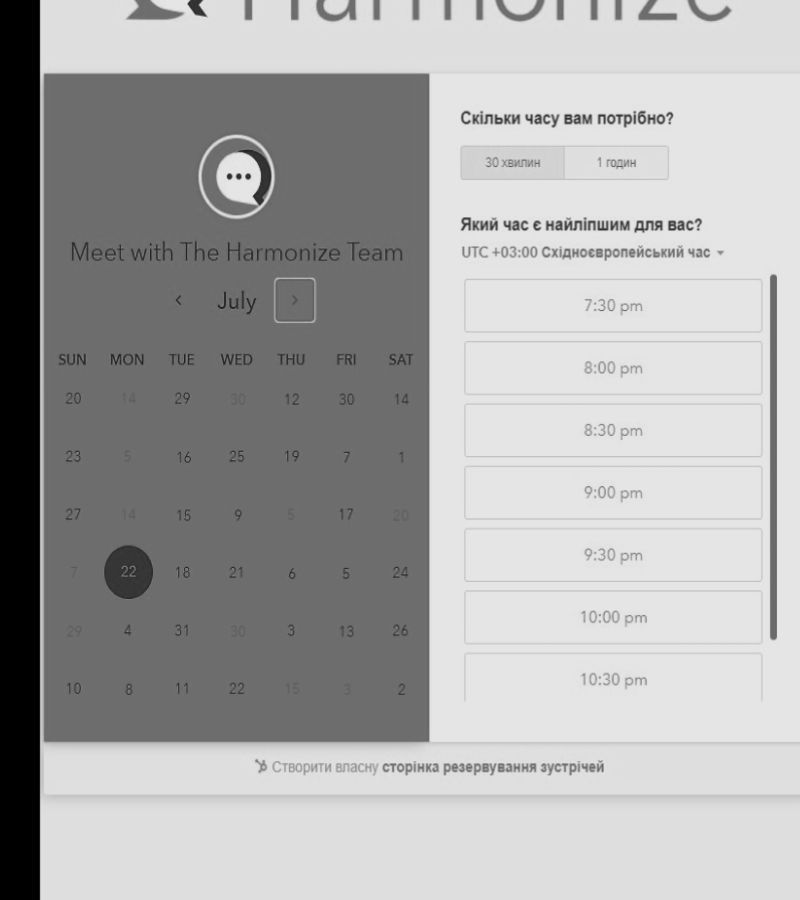 Harmonize
Meet with The Harmonize Team
July
SUN MON TUE WED THU FRI SAT
20 14 29 30 12 30 14
23 5 16 25 19 7 1
27 14 15 9 5 17 20
7 22 18 21 6 5 24
29 4 31 30 3 13 26
10 8 11 22 15 3 2
Скільки часу вам потрібно?
30 хвилин 1 годин
Який час є найліпшим для вас?
UTC +03:00 Східноєвропейський час
7:30 pm
8:00 pm
8:30 pm
9:00 pm
9:30 pm
10:00 pm
10:30 pm
Створити власну сторінка резервування зустрічей